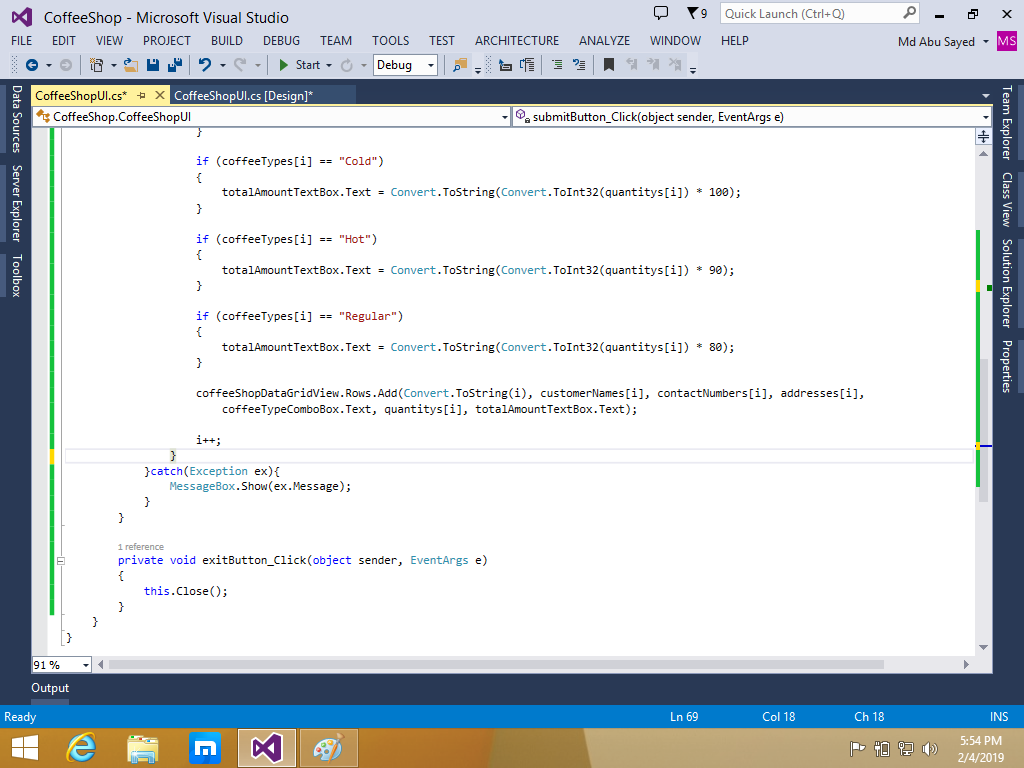 CoffeeShop - Microsoft Visual Studio
9
Quick Launch (Ctrl+Q)
FILE EDIT VIEW PROJECT BUILD DEBUG TEAM TOOLS TEST ARCHITECTURE ANALYZE WINDOW HELP
Md Abu Sayed
MS
Start
Debug
CoffeeShopUI.cs*
CoffeeShopUI.cs [Design]*
CoffeeShop.CoffeeShopUI
submitButton_Click(object sender, EventArgs e)
Data Sources
Server Explorer
Toolbox
}
if (coffeeTypes[i] == "Cold")
{
totalAmountTextBox.Text = Convert.ToString(Convert.ToInt32(quantitys[i]) * 100);
}
if (coffeeTypes[i] == "Hot")
{
totalAmountTextBox.Text = Convert.ToString(Convert.ToInt32(quantitys[i]) * 90);
}
if (coffeeTypes[i] == "Regular")
{
totalAmountTextBox.Text = Convert.ToString(Convert.ToInt32(quantitys[i]) * 80);
}
coffeeShopDataGridView.Rows.Add(Convert.ToString(i), customerNames[i], contactNumbers[i], addresses[i],
coffeeTypeComboBox.Text, quantitys[i], totalAmountTextBox.Text);
i++;
}
}catch(Exception ex){
MessageBox.Show(ex.Message);
}
}
1 reference
private void exitButton_Click(object sender, EventArgs e)
{
this.Close();
}
}
}
Team Explorer
Class View
Solution Explorer
Properties
91 %
Output
Ready
Ln 69
Col 18
Ch 18
INS
5:54 PM
2/4/2019